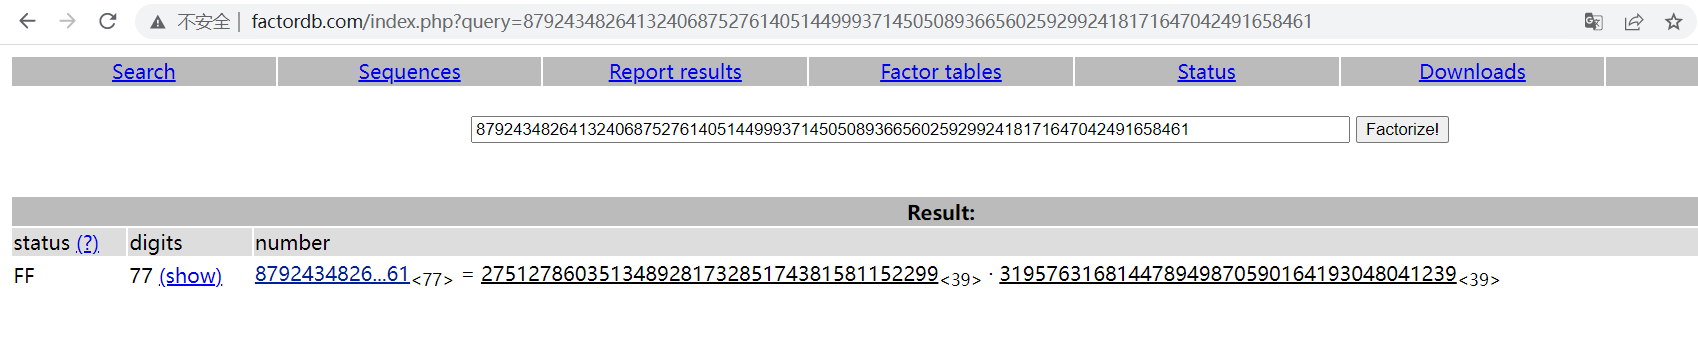 不安全 | factordb.com/index.php?query=87924348264132406875276140514499937145050893665602592992418171647042491658461
Search Sequences Report results Factor tables Status Downloads
87924348264132406875276140514499937145050893665602592992418171647042491658461 Factorize!
Result:
status (?) digits number
FF 77 (show) 8792434826...61<77> = 275127860351348928173285174381581152299<39> · 319576316814478949870590164193048041239<39>